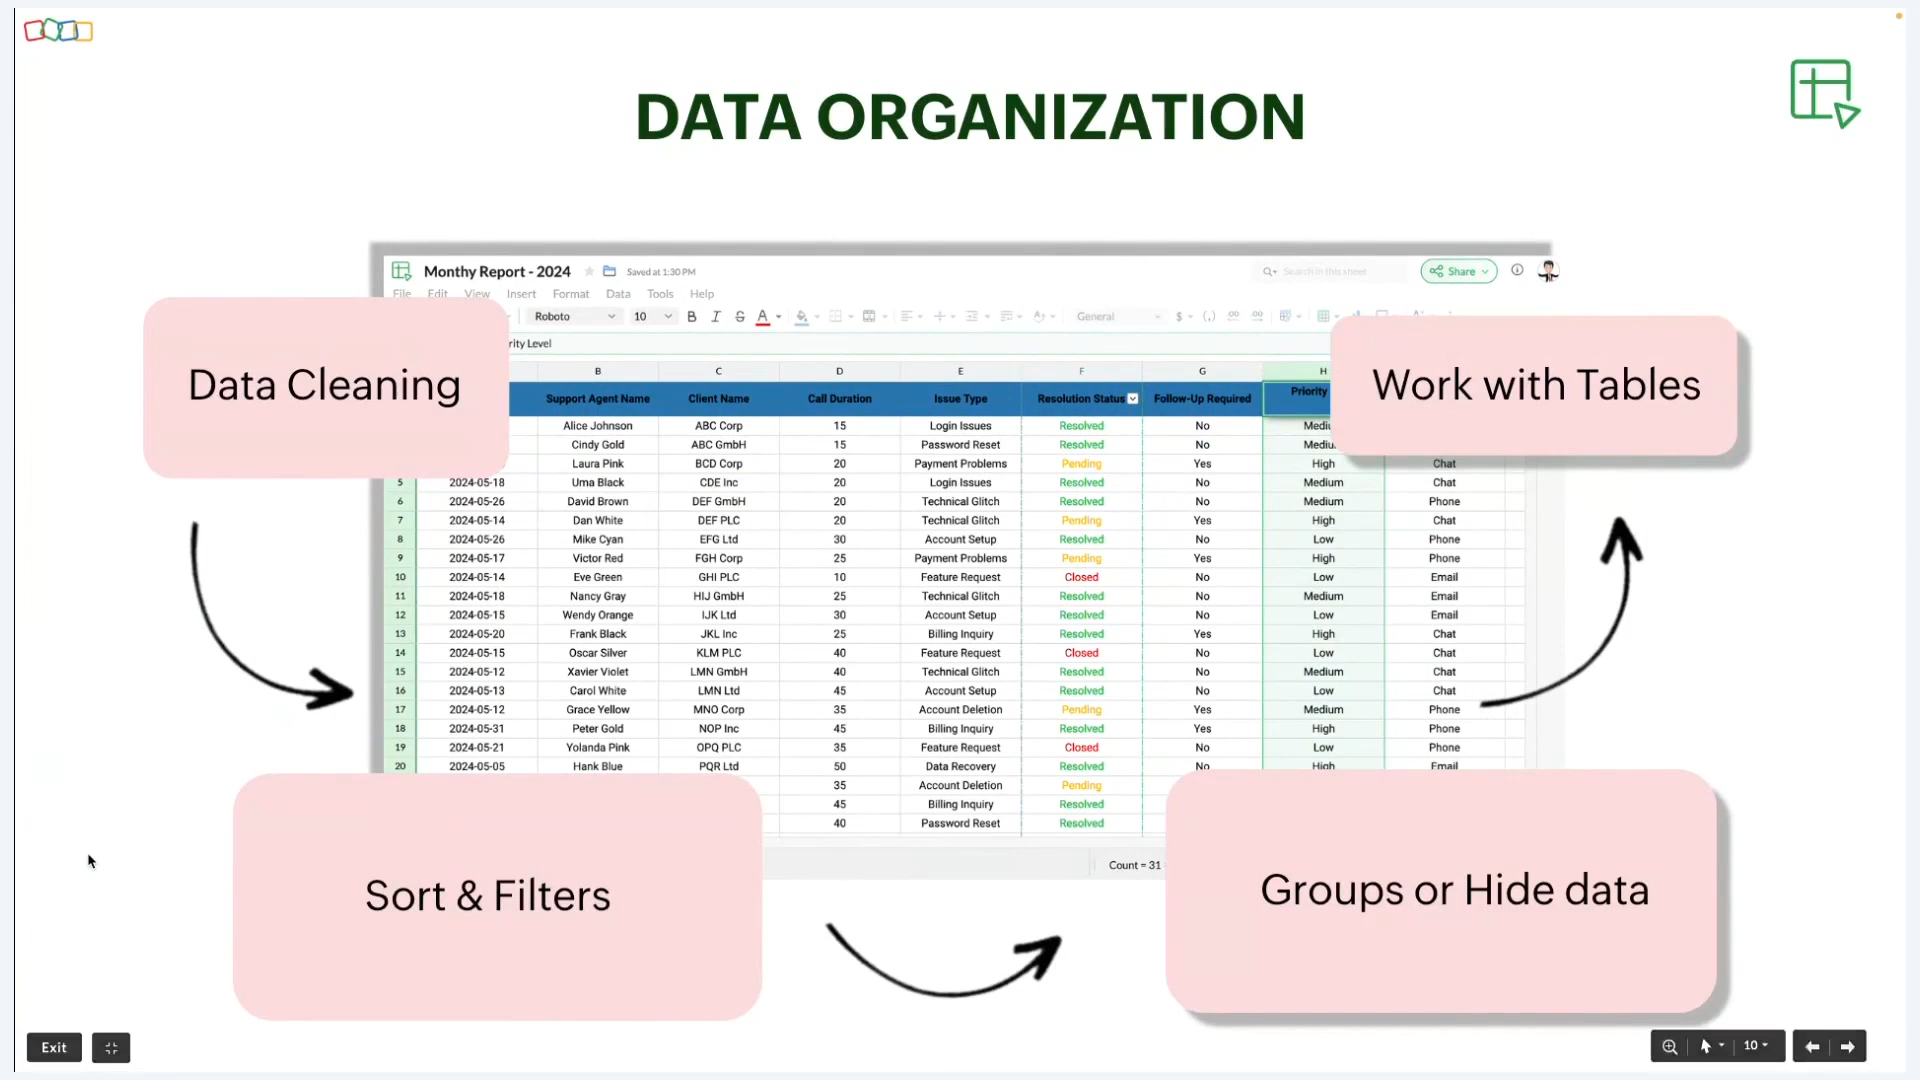 DATA ORGANIZATION
Monthy Report - 2024 Saved at 1:30 PM Search in this sheet Share
File Edit View Insert Format Data Tools Help
Roboto 10 B I S A General $
rity Level
Data Cleaning
Work with Tables
B C D E F G H
Support Agent Name Client Name Call Duration Issue Type Resolution Status Follow-Up Required Priority
Alice Johnson ABC Corp 15 Login Issues Resolved No
Cindy Gold ABC GmbH 15 Password Reset Resolved No
Laura Pink BCD Corp 20 Payment Problems Pending Yes High Chat
5 2024-05-18 Uma Black CDE Inc 20 Login Issues Resolved No Medium Chat
6 2024-05-26 David Brown DEF GmbH 20 Technical Glitch Resolved No Medium Phone
7 2024-05-14 Dan White DEF PLC 20 Technical Glitch Pending Yes High Chat
8 2024-05-26 Mike Cyan EFG Ltd 30 Account Setup Resolved No Low Phone
9 2024-05-17 Victor Red FGH Corp 25 Payment Problems Pending Yes High Phone
10 2024-05-14 Eve Green GHI PLC 10 Feature Request Closed No Low Email
11 2024-05-18 Nancy Gray HIJ GmbH 25 Technical Glitch Resolved No Medium Email
12 2024-05-15 Wendy Orange IJK Ltd 30 Account Setup Resolved No Low Email
13 2024-05-20 Frank Black JKL Inc 25 Billing Inquiry Resolved Yes High Chat
14 2024-05-15 Oscar Silver KLM PLC 40 Feature Request Closed No Low Chat
15 2024-05-12 Xavier Violet LMN GmbH 40 Technical Glitch Resolved No Medium Chat
16 2024-05-13 Carol White LMN Ltd 45 Account Setup Resolved No Low Chat
17 2024-05-12 Grace Yellow MNO Corp 35 Account Deletion Pending Yes Medium Phone
18 2024-05-31 Peter Gold NOP Inc 45 Billing Inquiry Resolved Yes High Phone
19 2024-05-21 Yolanda Pink OPQ PLC 35 Feature Request Closed No Low Phone
20 2024-05-05 Hank Blue PQR Ltd 50 Data Recovery Resolved No High Email
35 Account Deletion Pending
45 Billing Inquiry Resolved
40 Password Reset Resolved
Count = 31
Sort & Filters
Groups or Hide data
Exit
10